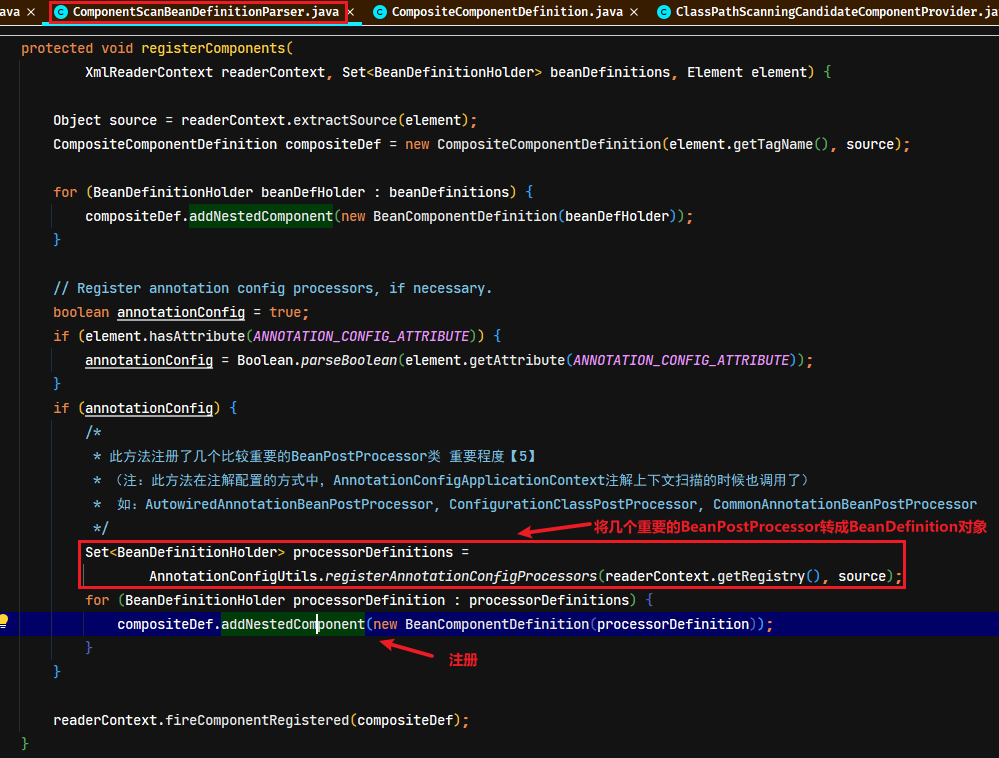 ava × ComponentScanBeanDefinitionParser.java × CompositeComponentDefinition.java × ClassPathScanningCandidateComponentProvider.ja
protected void registerComponents(
XmlReaderContext readerContext, Set<BeanDefinitionHolder> beanDefinitions, Element element) {
Object source = readerContext.extractSource(element);
CompositeComponentDefinition compositeDef = new CompositeComponentDefinition(element.getTagName(), source);
for (BeanDefinitionHolder beanDefHolder : beanDefinitions) {
compositeDef.addNestedComponent(new BeanComponentDefinition(beanDefHolder));
}
// Register annotation config processors, if necessary.
boolean annotationConfig = true;
if (element.hasAttribute(ANNOTATION_CONFIG_ATTRIBUTE)) {
annotationConfig = Boolean.parseBoolean(element.getAttribute(ANNOTATION_CONFIG_ATTRIBUTE));
}
if (annotationConfig) {
/*
* 此方法注册了几个比较重要的BeanPostProcessor类 重要程度【5】
* （注：此方法在注解配置的方式中，AnnotationConfigApplicationContext注解上下文扫描的时候也调用了）
* 如：AutowiredAnnotationBeanPostProcessor, ConfigurationClassPostProcessor, CommonAnnotationBeanPostProcessor
*/
将几个重要的BeanPostProcessor转成BeanDefinition对象
Set<BeanDefinitionHolder> processorDefinitions =
AnnotationConfigUtils.registerAnnotationConfigProcessors(readerContext.getRegistry(), source);
for (BeanDefinitionHolder processorDefinition : processorDefinitions) {
compositeDef.addNestedComponent(new BeanComponentDefinition(processorDefinition));
}
注册
}
readerContext.fireComponentRegistered(compositeDef);
}